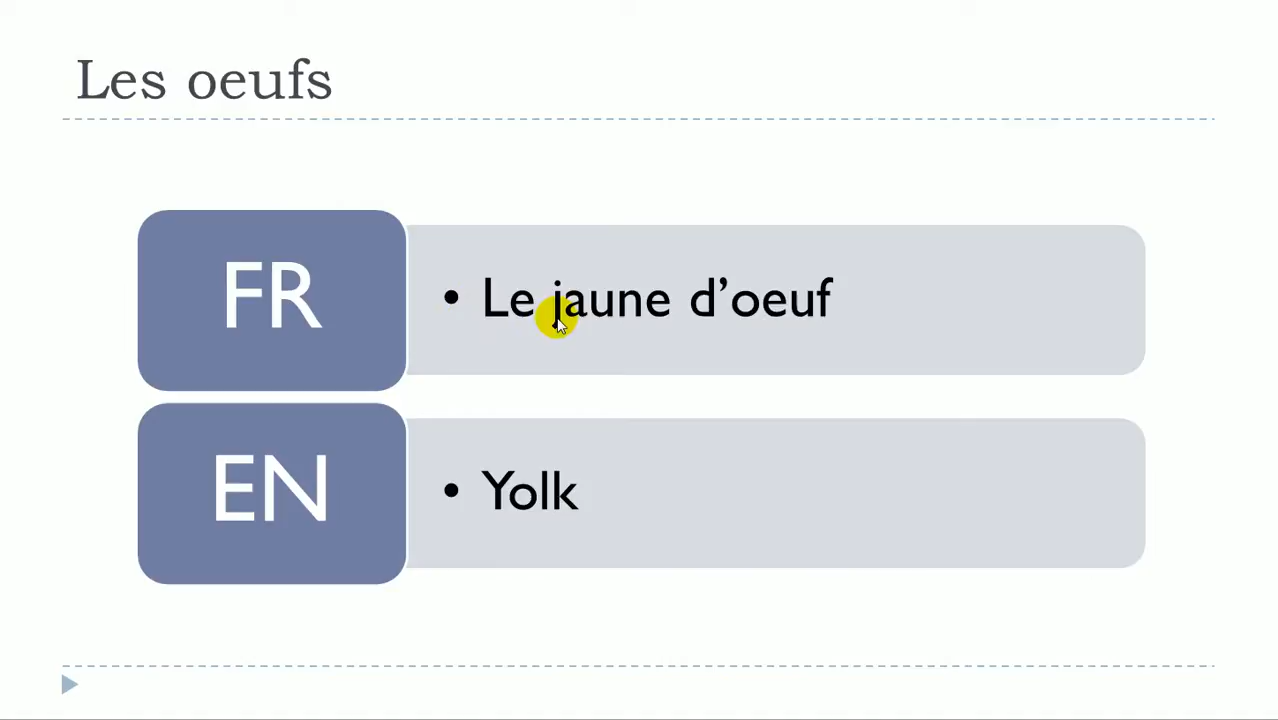 Les oeufs
FR
• Le jaune d’oeuf
EN
• Yolk